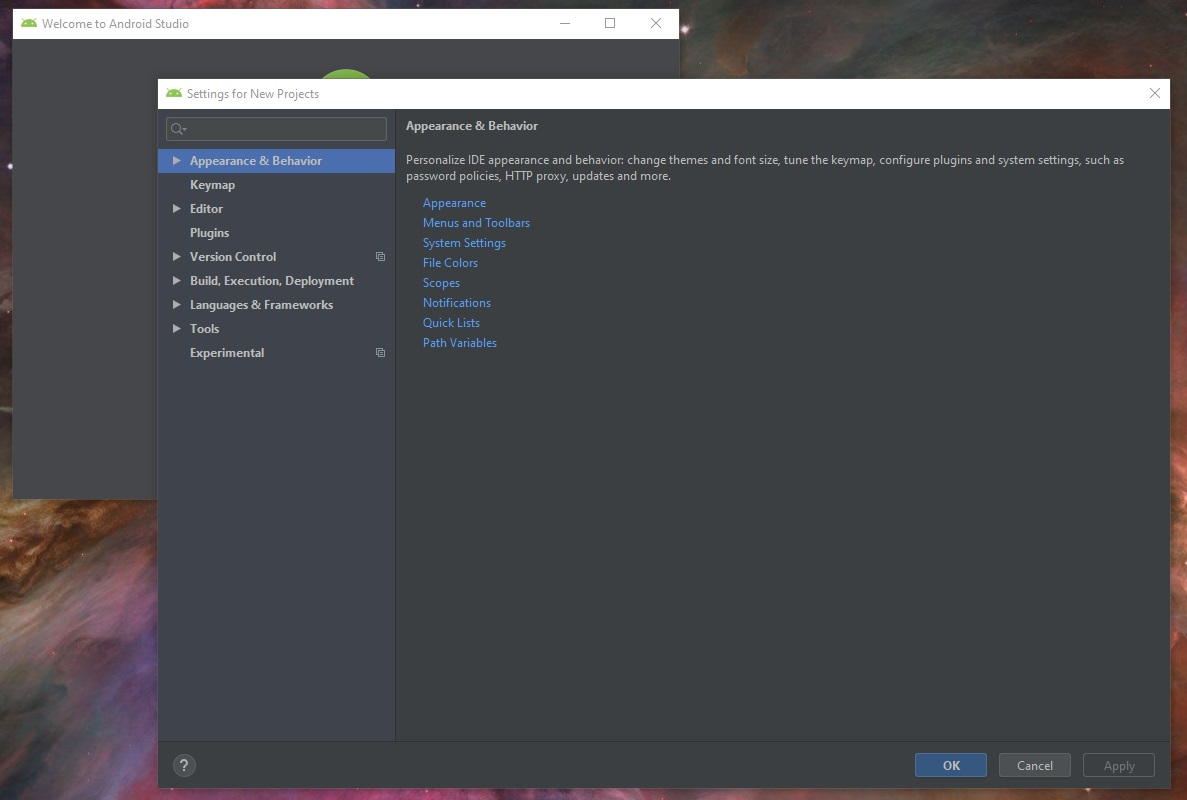 Welcome to Android Studio
Settings for New Projects
Appearance & Behavior
Keymap
Editor
Plugins
Version Control
Build, Execution, Deployment
Languages & Frameworks
Tools
Experimental
Appearance & Behavior
Personalize IDE appearance and behavior: change themes and font size, tune the keymap, configure plugins and system settings, such as
password policies, HTTP proxy, updates and more.
Appearance
Menus and Toolbars
System Settings
File Colors
Scopes
Notifications
Quick Lists
Path Variables
?
OK
Cancel
Apply